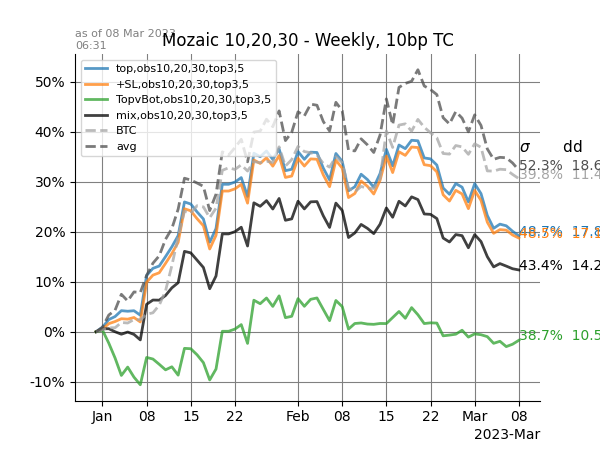 as of 08 Mar 2023
06:31
Mozaic 10,20,30 - Weekly, 10bp TC
top,obs10,20,30,top3,5
+SL,obs10,20,30,top3,5
TopvBot,obs10,20,30,top3,5
mix,obs10,20,30,top3,5
BTC
avg
50%
40%
30%
20%
10%
0%
-10%
σ dd
52.3% 18.6
39.8% 11.4
48.7% 17.8
43.4% 14.2
38.7% 10.5
Jan 08 15 22 Feb 08 15 22 Mar 08
2023-Mar